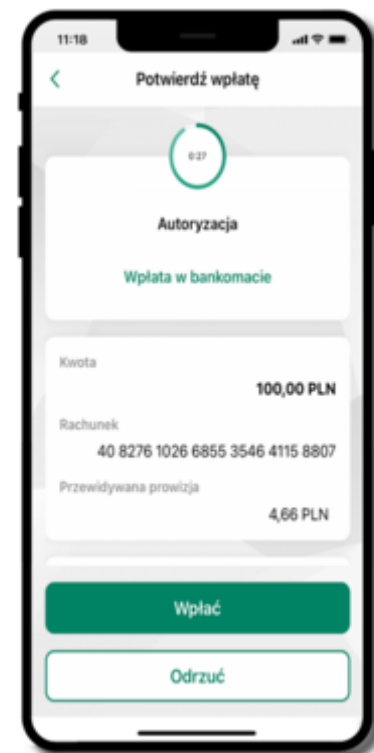 11:18
Potwierdź wpłatę
0:27
Autoryzacja
Wpłata w bankomacie
Kwota
100,00 PLN
Rachunek
40 8276 1026 6855 3546 4115 8807
Przewidywana prowizja
4,66 PLN
Wpłać
Odrzuć